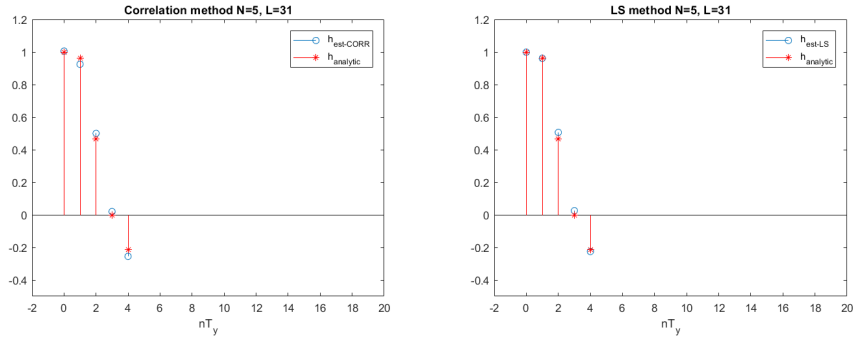 Correlation method N=5, L=31
h_est-CORR
h_analytic
1.2
1
0.8
0.6
0.4
0.2
0
-0.2
-0.4
-2 0 2 4 6 8 10 12 14 16 18 20
nT_y
LS method N=5, L=31
h_est-LS
h_analytic
1.2
1
0.8
0.6
0.4
0.2
0
-0.2
-0.4
-2 0 2 4 6 8 10 12 14 16 18 20
nT_y